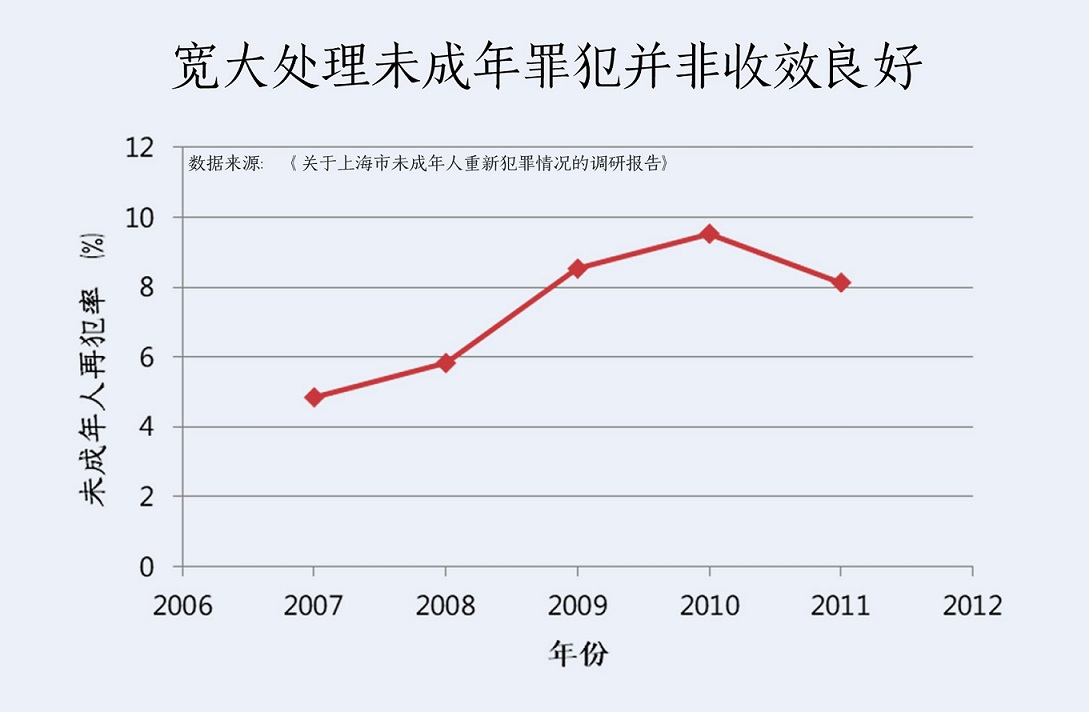 宽大处理未成年罪犯并非收效良好
数据来源: 《关于上海市未成年人重新犯罪情况的调研报告》
未成年人再犯率 (%)
12
10
8
6
4
2
0
2006 2007 2008 2009 2010 2011 2012
年份